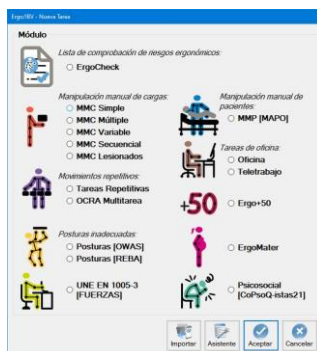 ErgoIBV - Nueva Tarea
Módulo
Lista de comprobación de riesgos ergonómicos:
ErgoCheck
Manipulación manual de cargas:
MMC Simple
MMC Múltiple
MMC Variable
MMC Secuencial
MMC Lesionados
Manipulación manual de
pacientes:
MMP [MAPO]
Tareas de oficina:
Oficina
Teletrabajo
Movimientos repetitivos:
Tareas Repetitivas
OCRA Multitarea
+50
Ergo+50
Posturas inadecuadas:
Posturas [OWAS]
Posturas [REBA]
ErgoMater
UNE EN 1005-3
[FUERZAS]
Psicosocial
[CoPsoQ-istas21]
Importar
Asistente
Aceptar
Cancelar